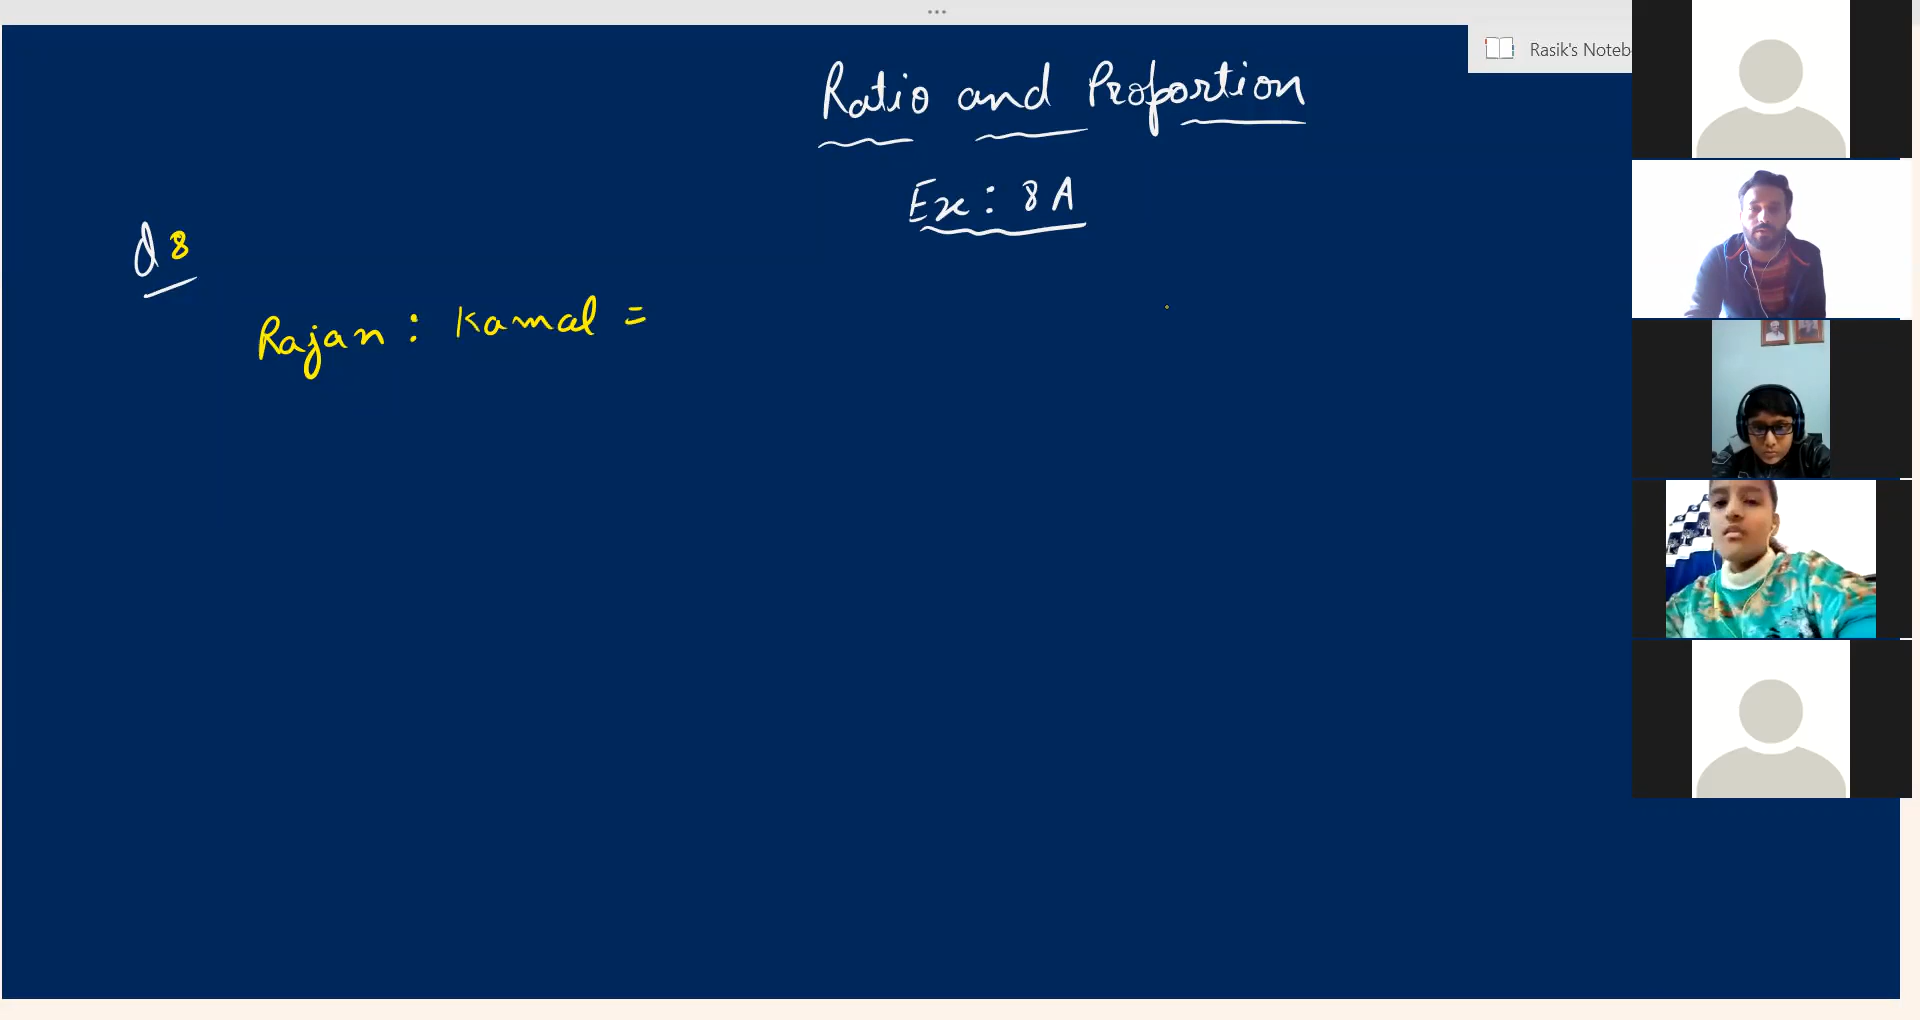 Rasik's Noteb
Ratio and Proportion
Ex: 8A
Q8
Rajan : Kamal =